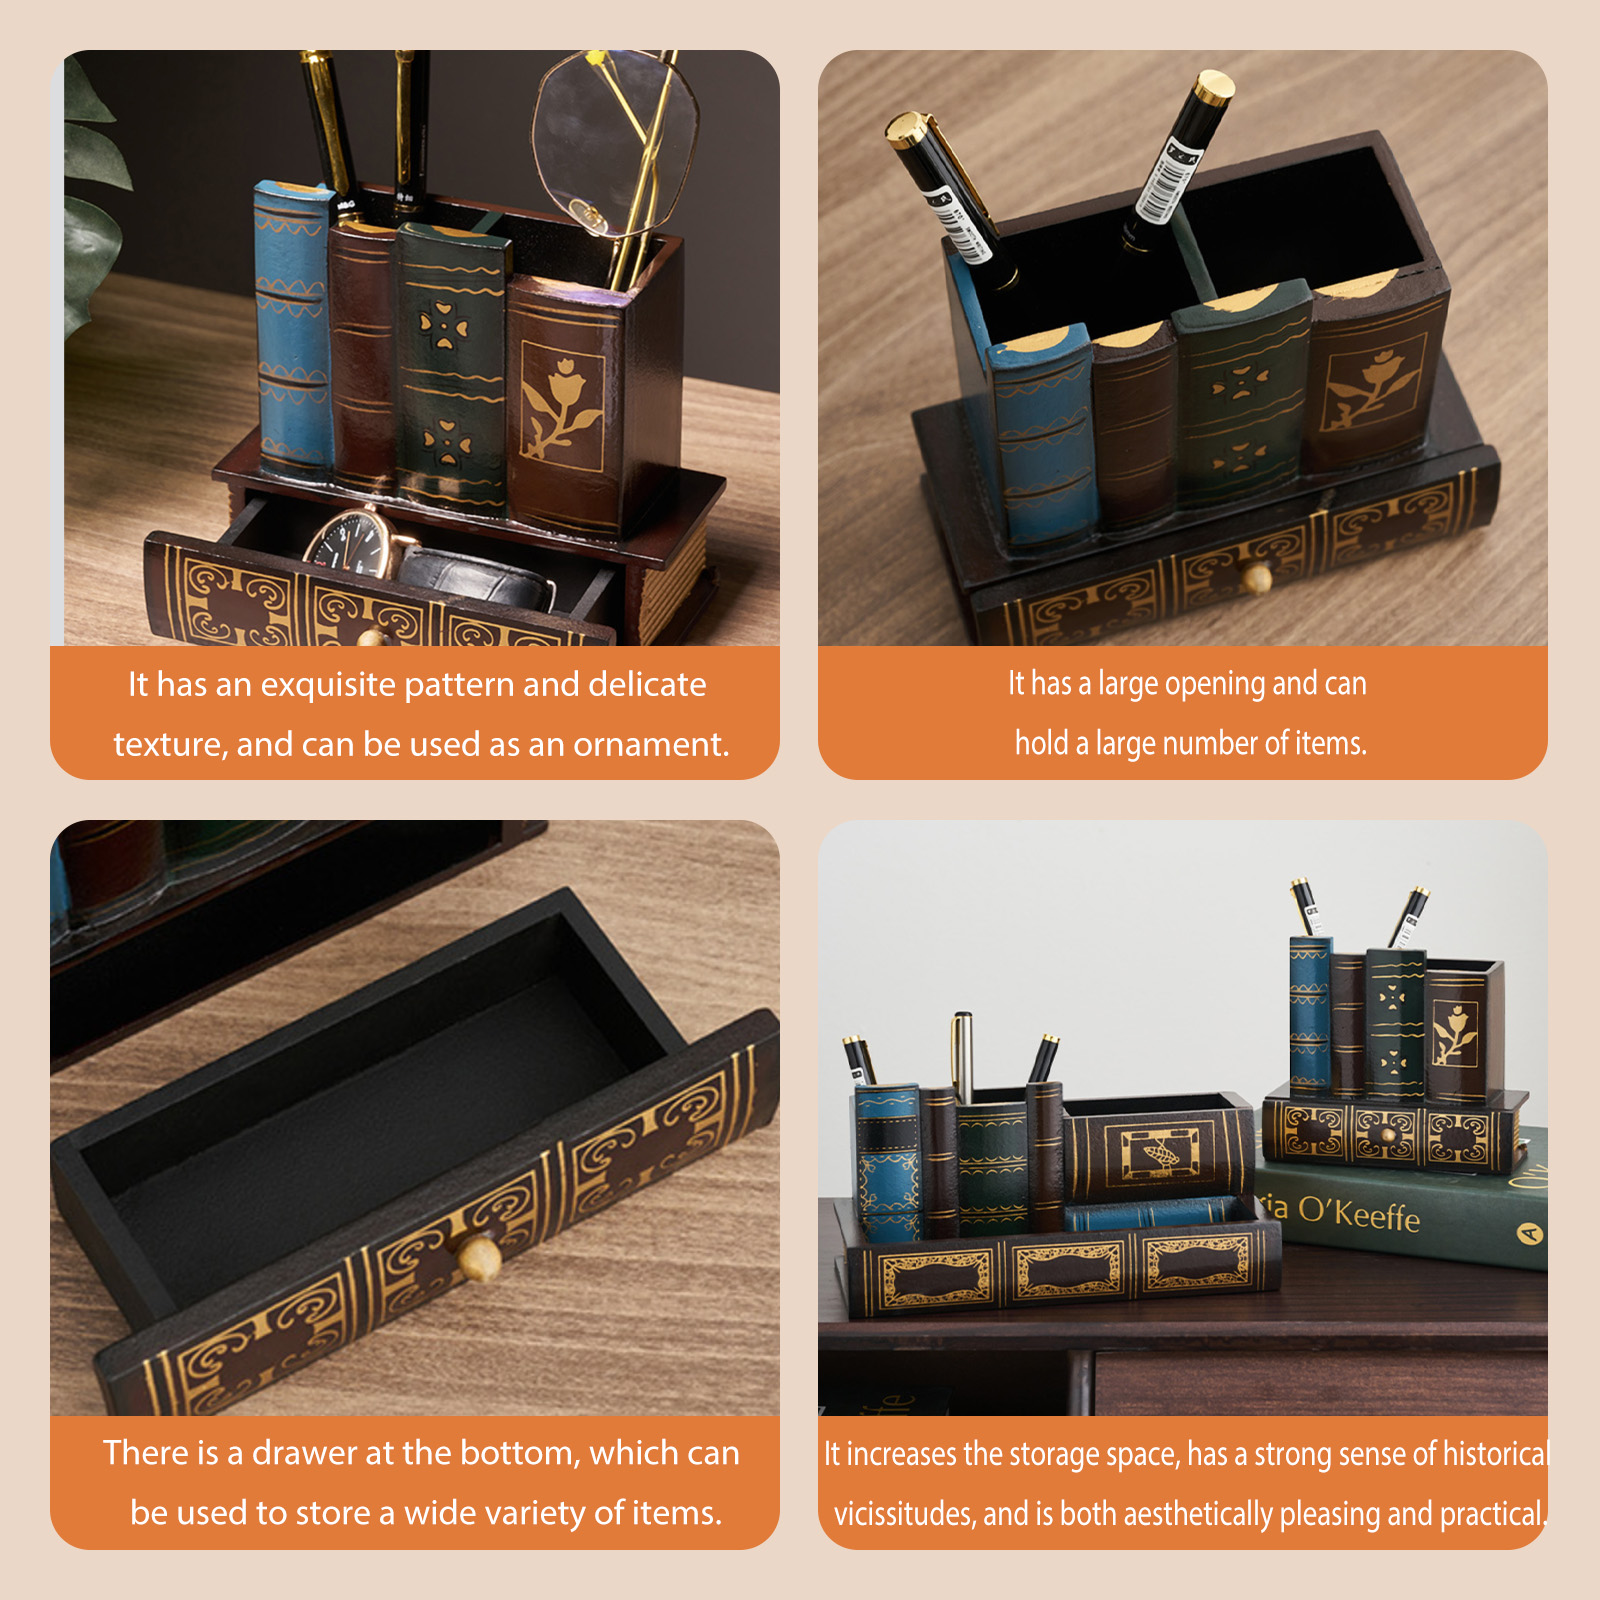 It has an exquisite pattern and delicate
texture, and can be used as an ornament.
It has a large opening and can
hold a large number of items.
There is a drawer at the bottom, which can
be used to store a wide variety of items.
ria O'Keeffe
A
It increases the storage space, has a strong sense of historical
vicissitudes, and is both aesthetically pleasing and practical.